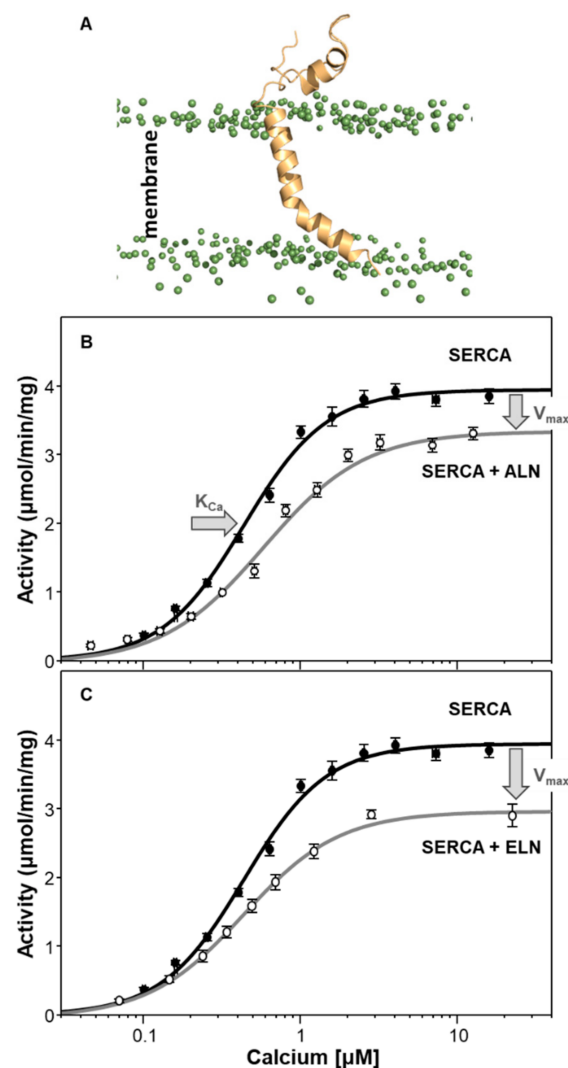 A
membrane
B
SERCA
4
Vmax
3
SERCA + ALN
KCa
2
1
0
Activity (µmol/min/mg)
C
SERCA
4
Vmax
3
SERCA + ELN
2
1
0
Activity (µmol/min/mg)
0.1 1 10
Calcium [µM]